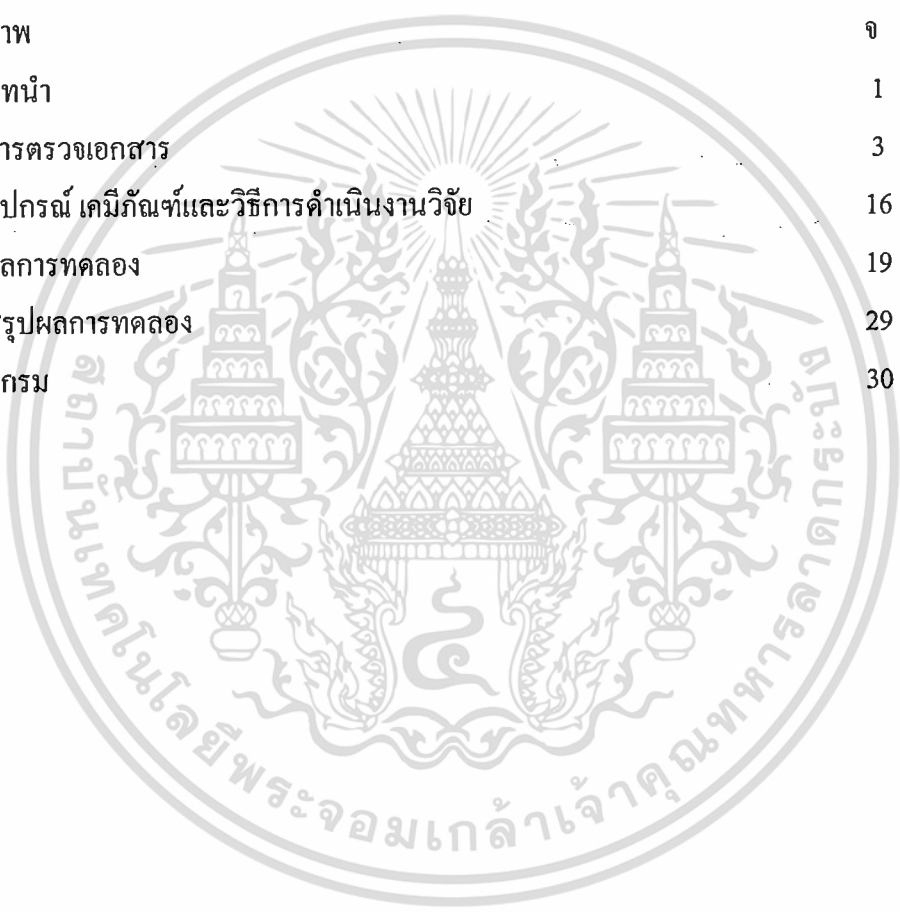 าพ จ
ทนำ 1
ารตรวจเอกสาร 3
ุปกรณ์ เคมีภัณฑ์และวิธีการดำเนินงานวิจัย 16
ลการทดลอง 19
รุปผลการทดลอง 29
กรม 30
สถาบันเทคโนโลยีพระจอมเกล้าเจ้าคุณทหารลาดกระบัง